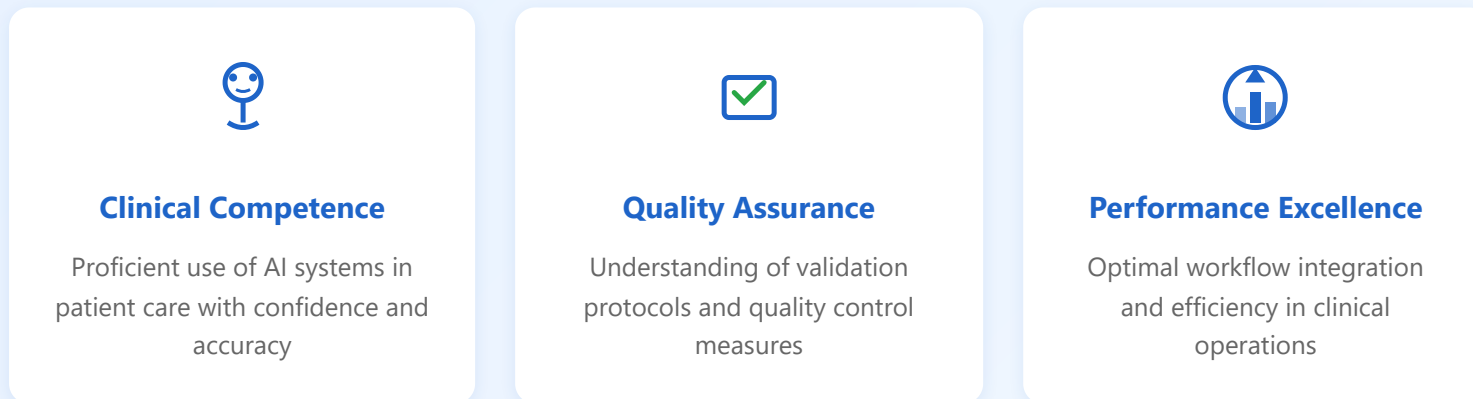 Clinical Competence
Proficient use of AI systems in
patient care with confidence and
accuracy
Quality Assurance
Understanding of validation
protocols and quality control
measures
Performance Excellence
Optimal workflow integration
and efficiency in clinical
operations